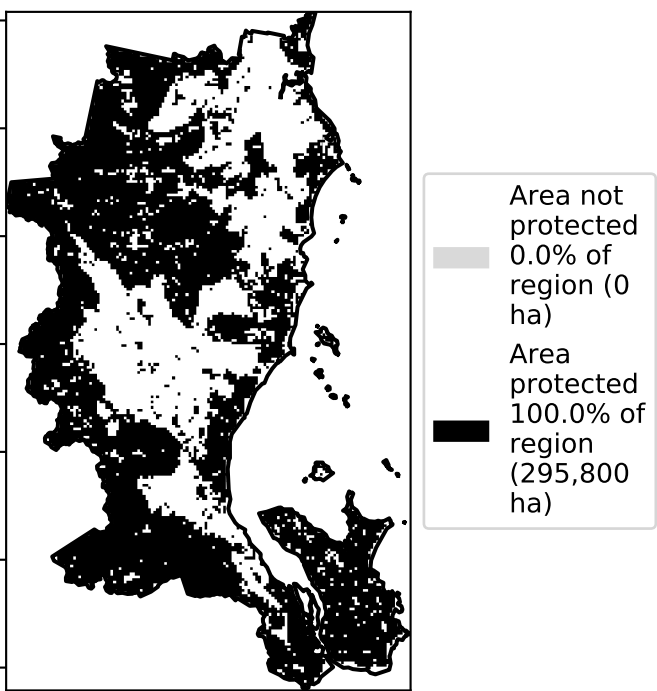 Area not
protected
0.0% of
region (0
ha)
Area
protected
100.0% of
region
(295,800
ha)